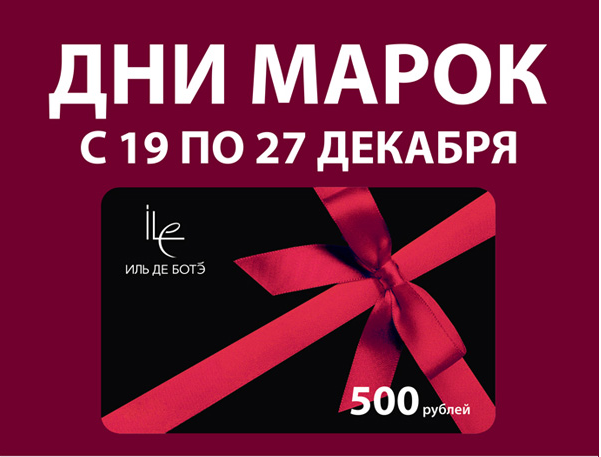 ДНИ МАРОК
С 19 ПО 27 ДЕКАБРЯ
iLe
ИЛЬ ДЕ БОТЭ
500 рублей